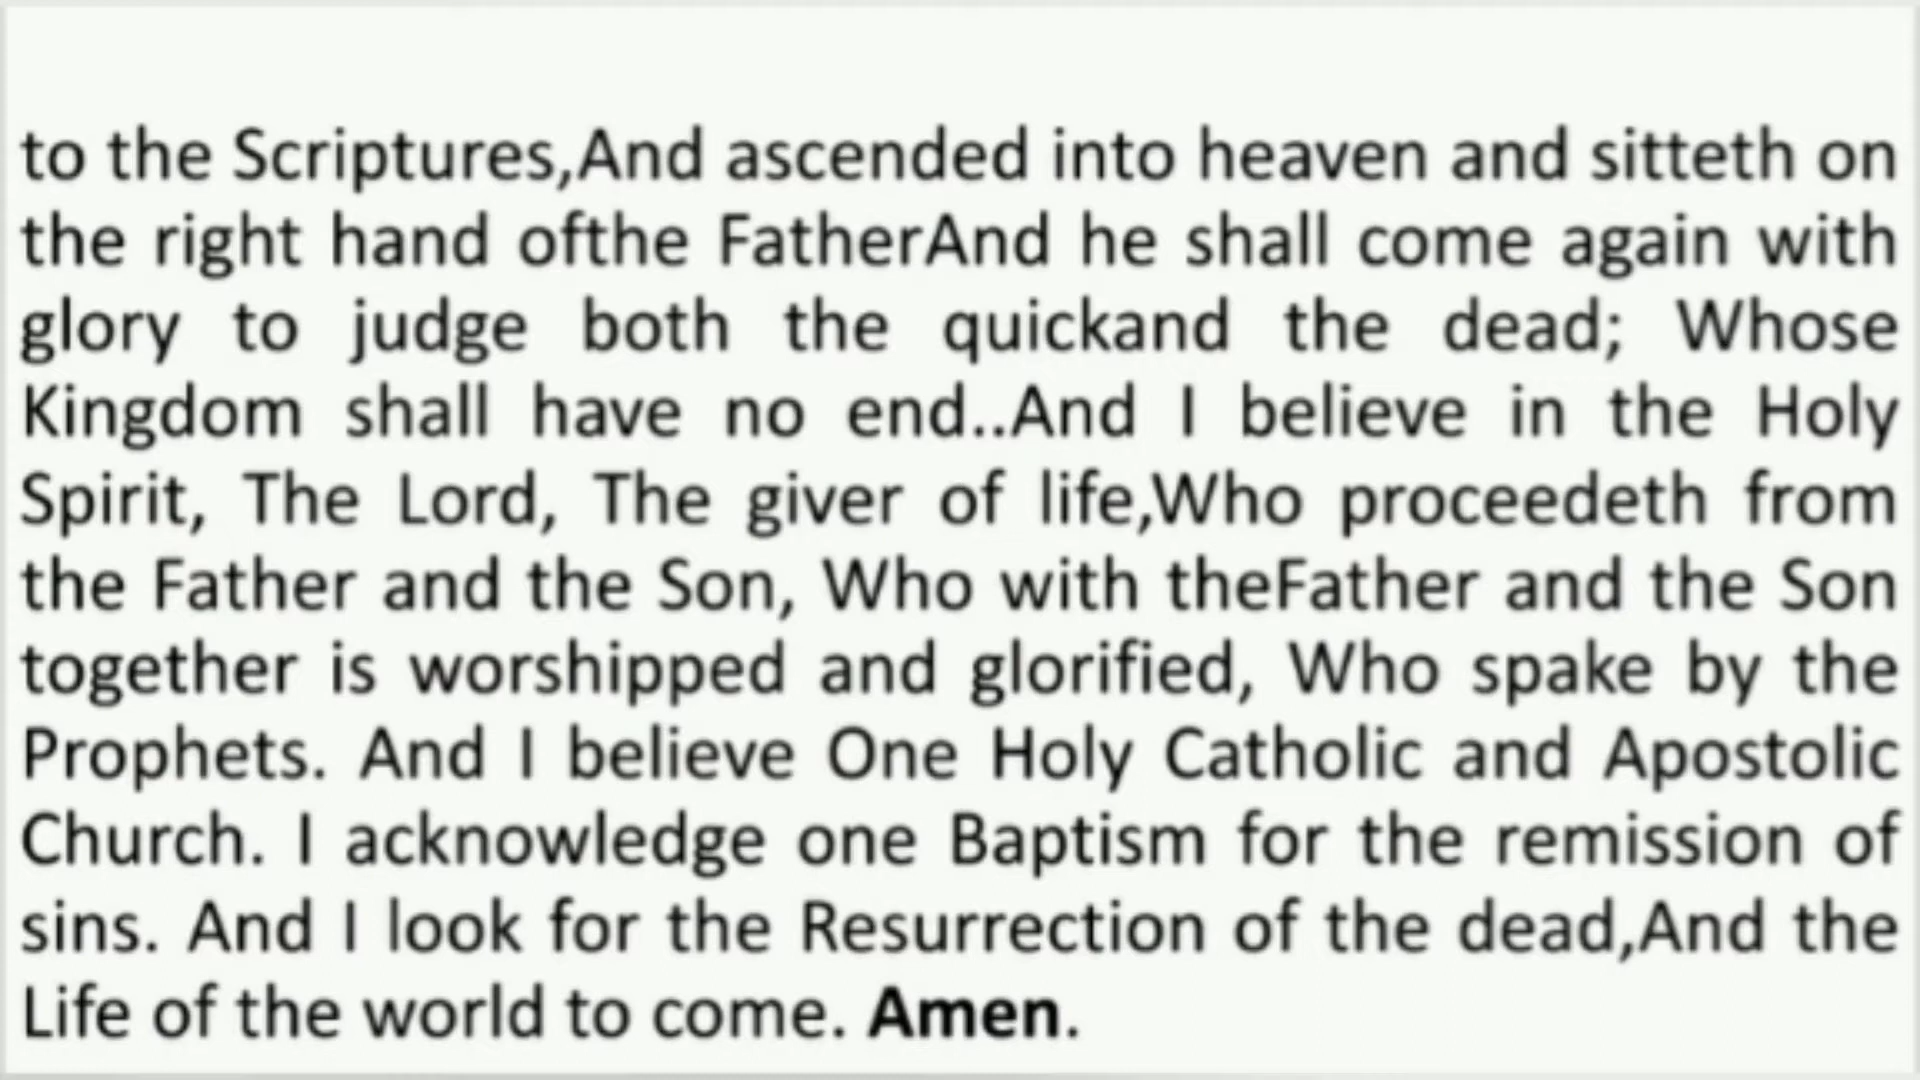 to the Scriptures,And ascended into heaven and sitteth on
the right hand ofthe FatherAnd he shall come again with
glory to judge both the quickand the dead; Whose
Kingdom shall have no end..And I believe in the Holy
Spirit, The Lord, The giver of life,Who proceedeth from
the Father and the Son, Who with theFather and the Son
together is worshipped and glorified, Who spake by the
Prophets. And I believe One Holy Catholic and Apostolic
Church. I acknowledge one Baptism for the remission of
sins. And I look for the Resurrection of the dead,And the
Life of the world to come. Amen.